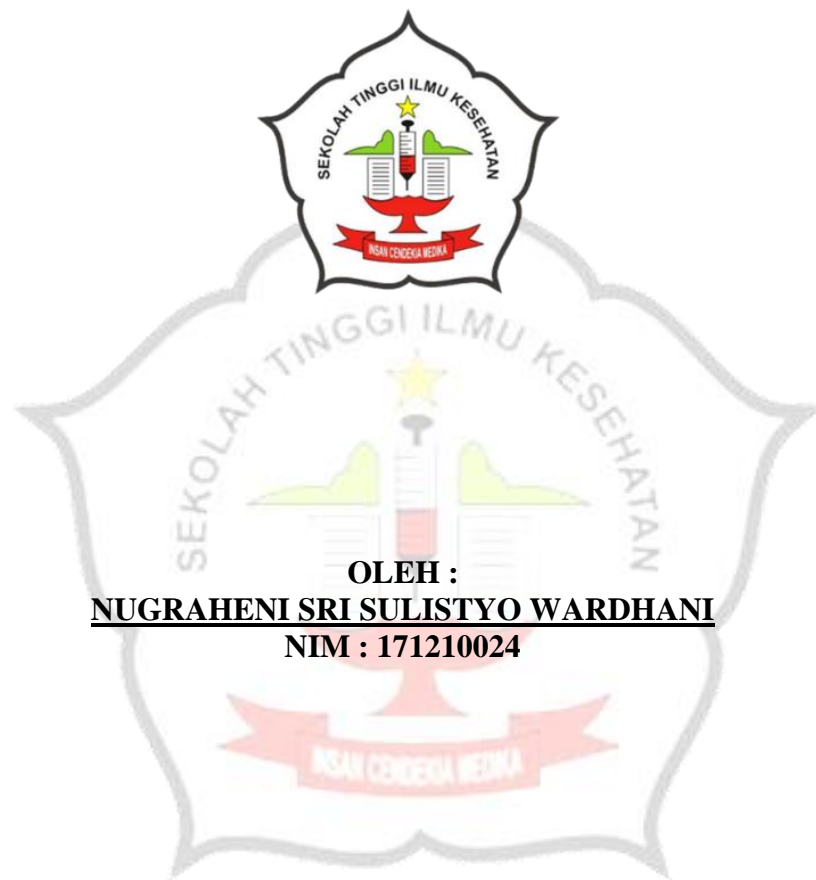 SEKOLAH TINGGI ILMU KESEHATAN
INSAN CENDEKIA MEDIKA
SEKOLAH TINGGI ILMU KESEHATAN
OLEH :
NUGRAHENI SRI SULISTYO WARDHANI
NIM : 171210024
INSAN CENDEKIA MEDIKA